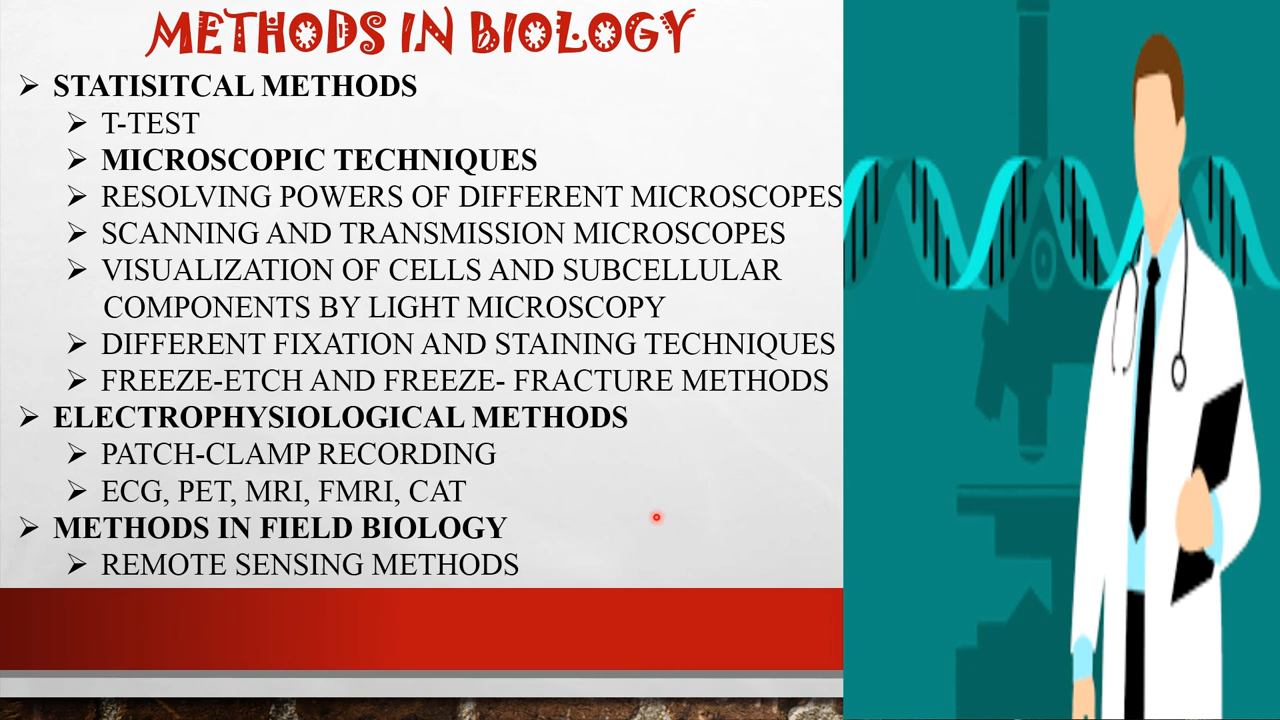 METHODS IN BIOLOGY
➢ STATISITCAL METHODS
➢ T-TEST
➢ MICROSCOPIC TECHNIQUES
➢ RESOLVING POWERS OF DIFFERENT MICROSCOPES
➢ SCANNING AND TRANSMISSION MICROSCOPES
➢ VISUALIZATION OF CELLS AND SUBCELLULAR
COMPONENTS BY LIGHT MICROSCOPY
➢ DIFFERENT FIXATION AND STAINING TECHNIQUES
➢ FREEZE-ETCH AND FREEZE- FRACTURE METHODS
➢ ELECTROPHYSIOLOGICAL METHODS
➢ PATCH-CLAMP RECORDING
➢ ECG, PET, MRI, FMRI, CAT
➢ METHODS IN FIELD BIOLOGY
➢ REMOTE SENSING METHODS